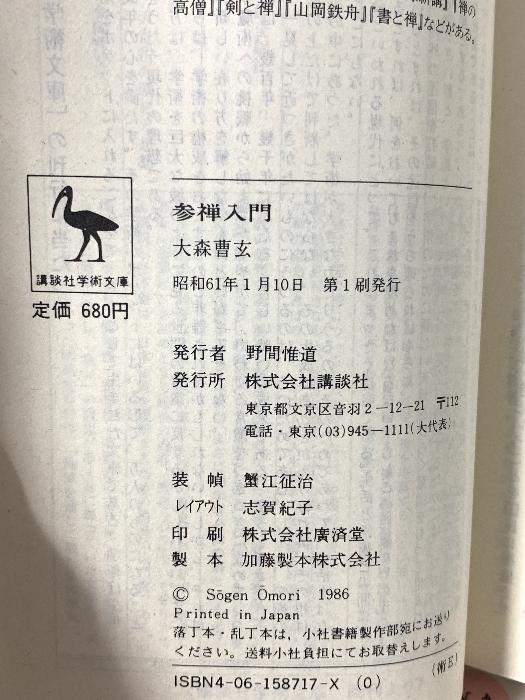 高僧』『剣と禅』『山岡鉄舟』『書と禅』などがある。
講談社学術文庫
定価 680円
参禅入門
大森曹玄
昭和61年1月10日 第1刷発行
発行者 野間惟道
発行所 株式会社講談社
東京都文京区音羽2—12—21 〒112
電話・東京(03)945—1111(大代表)
装幀 蟹江征治
レイアウト 志賀紀子
印刷 株式会社廣済堂
製本 加藤製本株式会社
© Sōgen Ōmori 1986
Printed in Japan
落丁本・乱丁本は、小社書籍製作部宛にお送り
ください。送料小社負担にてお取替えします。
(術E)
ISBN4-06-158717-X (0)